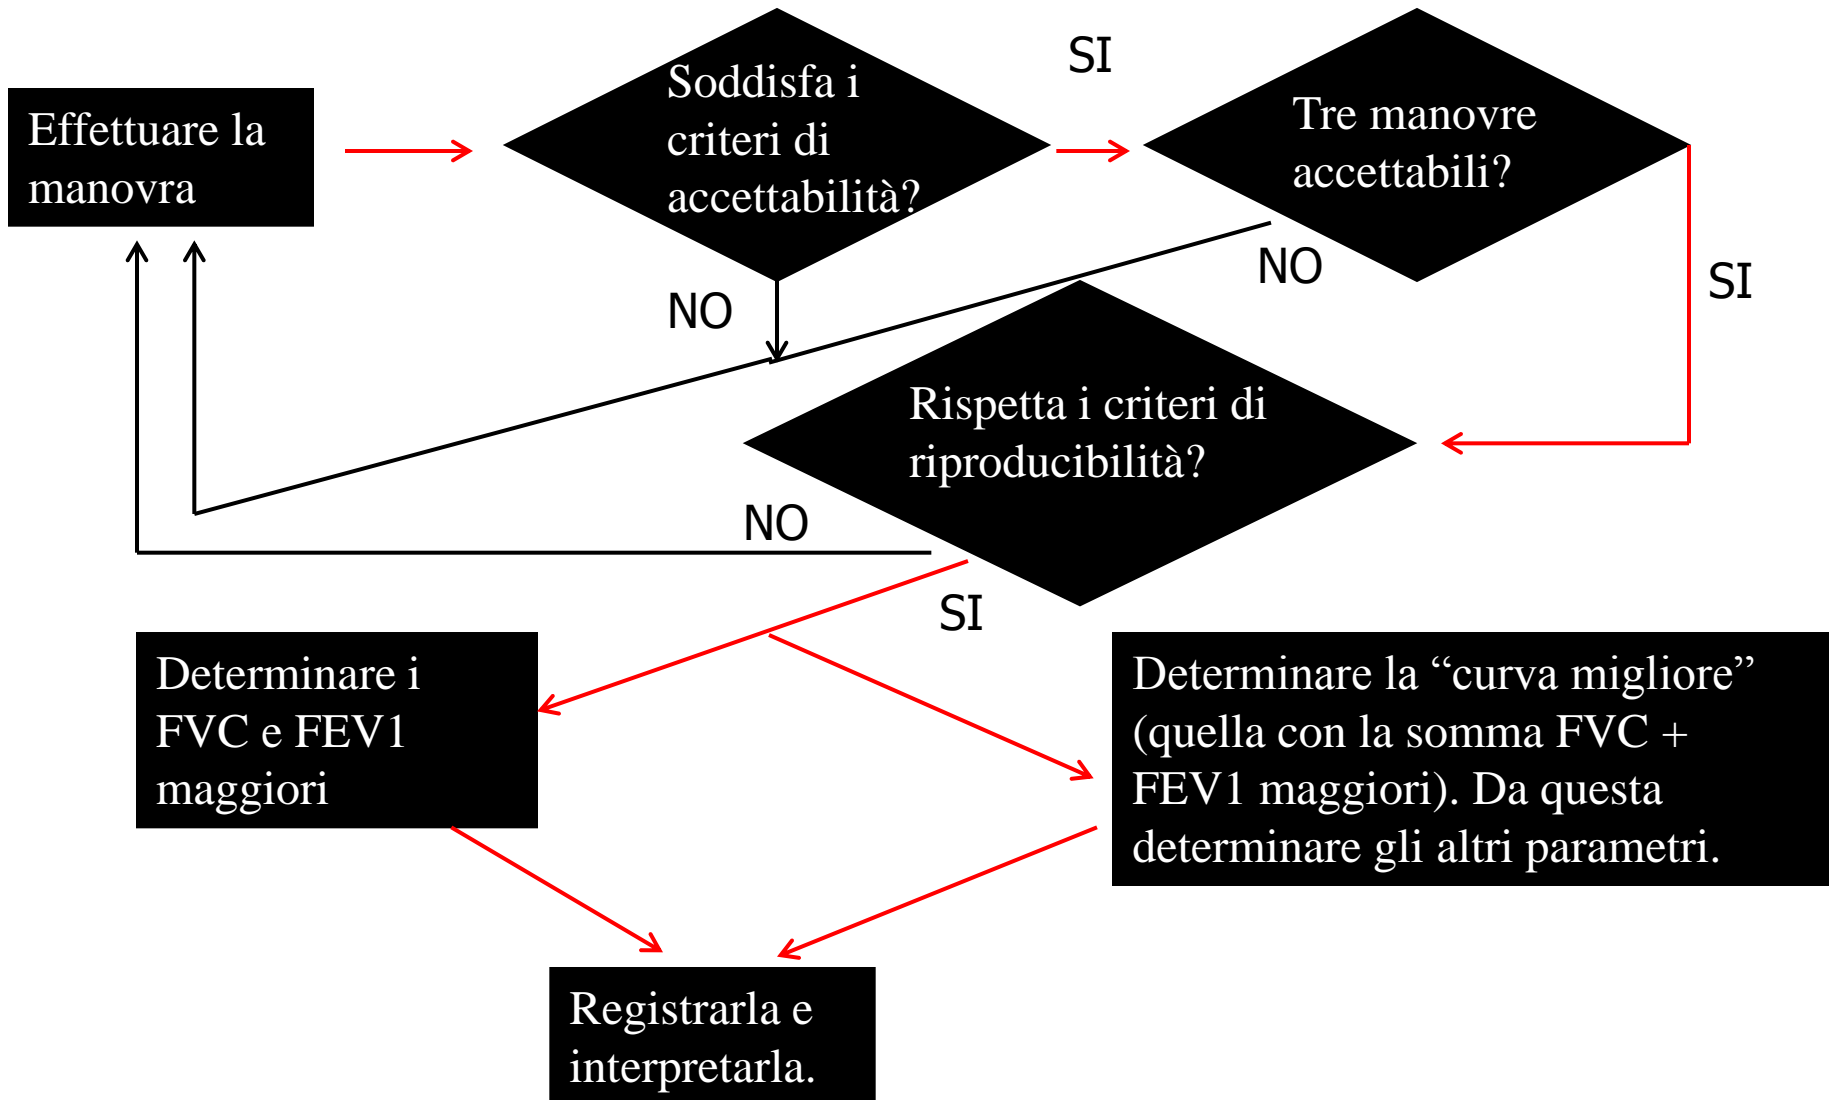 Effettuare la
manovra
Soddisfa i
criteri di
accettabilità?
SI
Tre manovre
accettabili?
NO
NO
SI
Rispetta i criteri di
riproducibilità?
NO
SI
Determinare i
FVC e FEV1
maggiori
Determinare la “curva migliore”
(quella con la somma FVC +
FEV1 maggiori). Da questa
determinare gli altri parametri.
Registrarla e
interpretarla.